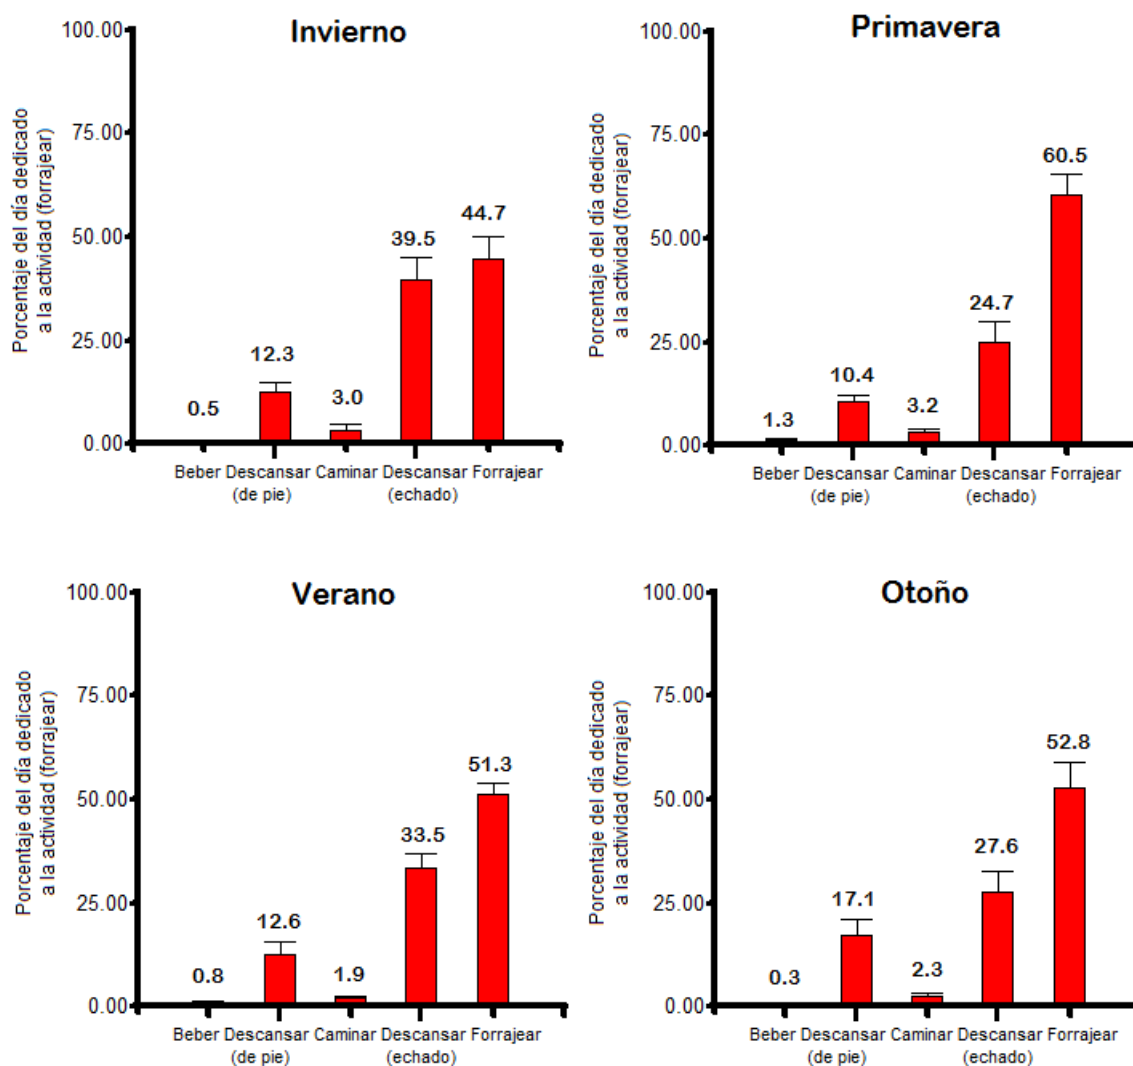 Invierno
Porcentaje del día dedicado
a la actividad (forrajear)
100.00
75.00
50.00
25.00
0.00
0.5
12.3
3.0
39.5
44.7
Beber Descansar Caminar Descansar Forrajear
(de pie) (echado)
Primavera
Porcentaje del día dedicado
a la actividad (forrajear)
100.00
75.00
50.00
25.00
0.00
1.3
10.4
3.2
24.7
60.5
Beber Descansar Caminar Descansar Forrajear
(de pie) (echado)
Verano
Porcentaje del día dedicado
a la actividad (forrajear)
100.00
75.00
50.00
25.00
0.00
0.8
12.6
1.9
33.5
51.3
Beber Descansar Caminar Descansar Forrajear
(de pie) (echado)
Otoño
Porcentaje del día dedicado
a la actividad (forrajear)
100.00
75.00
50.00
25.00
0.00
0.3
17.1
2.3
27.6
52.8
Beber Descansar Caminar Descansar Forrajear
(de pie) (echado)